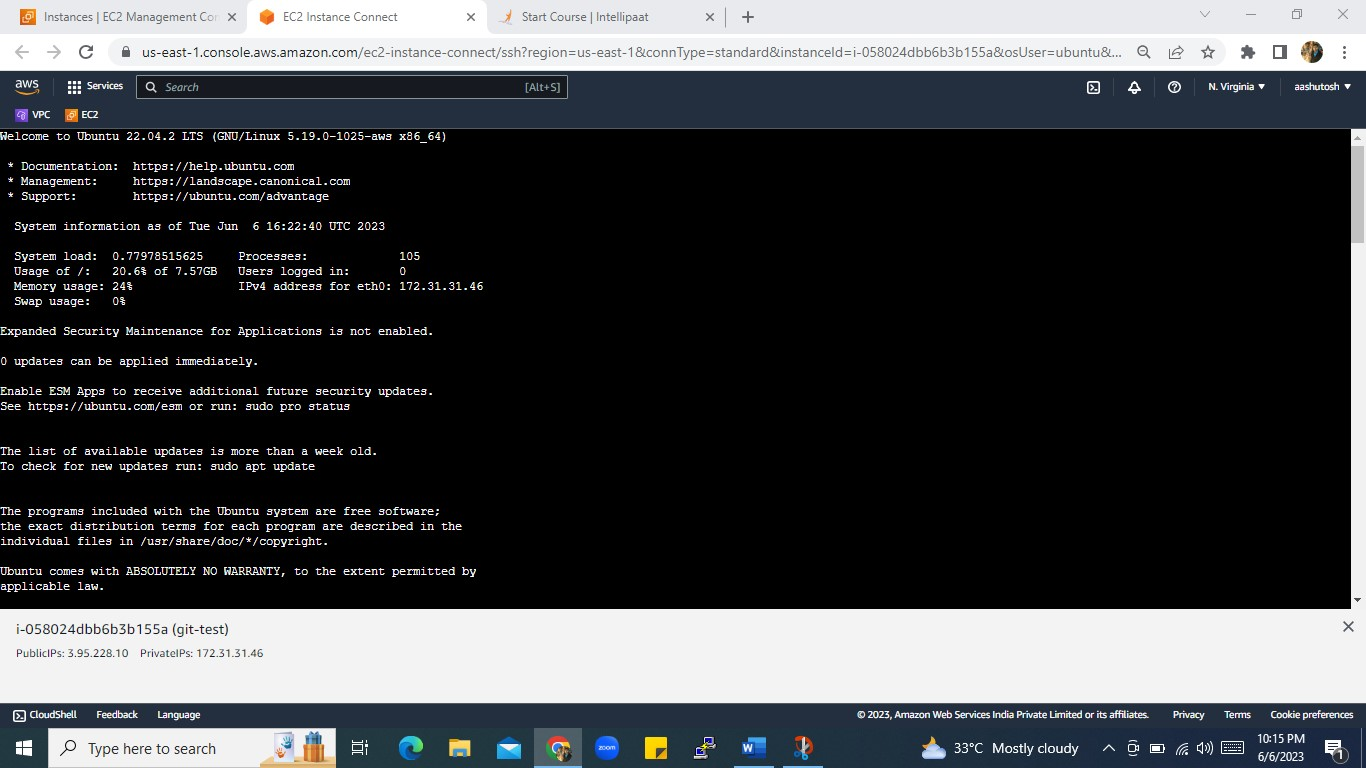 Instances | EC2 Management Con
EC2 Instance Connect
Start Course | Intellipaat
us-east-1.console.aws.amazon.com/ec2-instance-connect/ssh?region=us-east-1&connType=standard&instanceId=i-058024dbb6b3b155a&osUser=ubuntu&...
aws Services Search [Alt+S] N. Virginia aashutosh
VPC EC2
Welcome to Ubuntu 22.04.2 LTS (GNU/Linux 5.19.0-1025-aws x86_64)
* Documentation: https://help.ubuntu.com
* Management: https://landscape.canonical.com
* Support: https://ubuntu.com/advantage
System information as of Tue Jun  6 16:22:40 UTC 2023
System load: 0.77978515625 Processes: 105
Usage of /: 20.6% of 7.57GB Users logged in: 0
Memory usage: 24% IPv4 address for eth0: 172.31.31.46
Swap usage: 0%
Expanded Security Maintenance for Applications is not enabled.
0 updates can be applied immediately.
Enable ESM Apps to receive additional future security updates.
See https://ubuntu.com/esm or run: sudo pro status
The list of available updates is more than a week old.
To check for new updates run: sudo apt update
The programs included with the Ubuntu system are free software;
the exact distribution terms for each program are described in the
individual files in /usr/share/doc/*/copyright.
Ubuntu comes with ABSOLUTELY NO WARRANTY, to the extent permitted by
applicable law.
i-058024dbb6b3b155a (git-test)
PublicIPs: 3.95.228.10 PrivateIPs: 172.31.31.46
CloudShell Feedback Language © 2023, Amazon Web Services India Private Limited or its affiliates. Privacy Terms Cookie preferences
Type here to search zoom 33°C Mostly cloudy 10:15 PM
6/6/2023 1